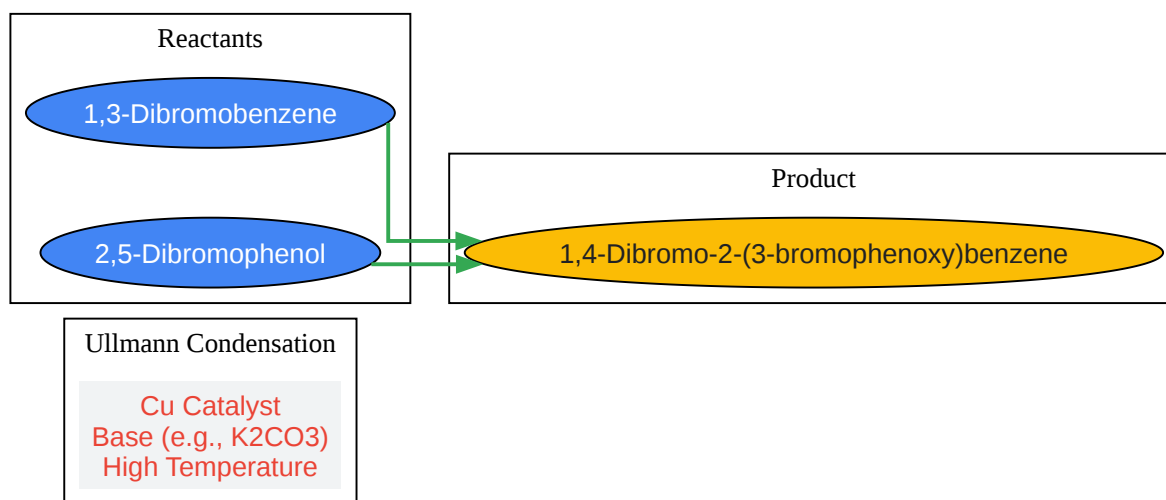 Reactants
1,3-Dibromobenzene
2,5-Dibromophenol
Product
1,4-Dibromo-2-(3-bromophenoxy)benzene
Ullmann Condensation
Cu Catalyst
Base (e.g., K2CO3)
High Temperature